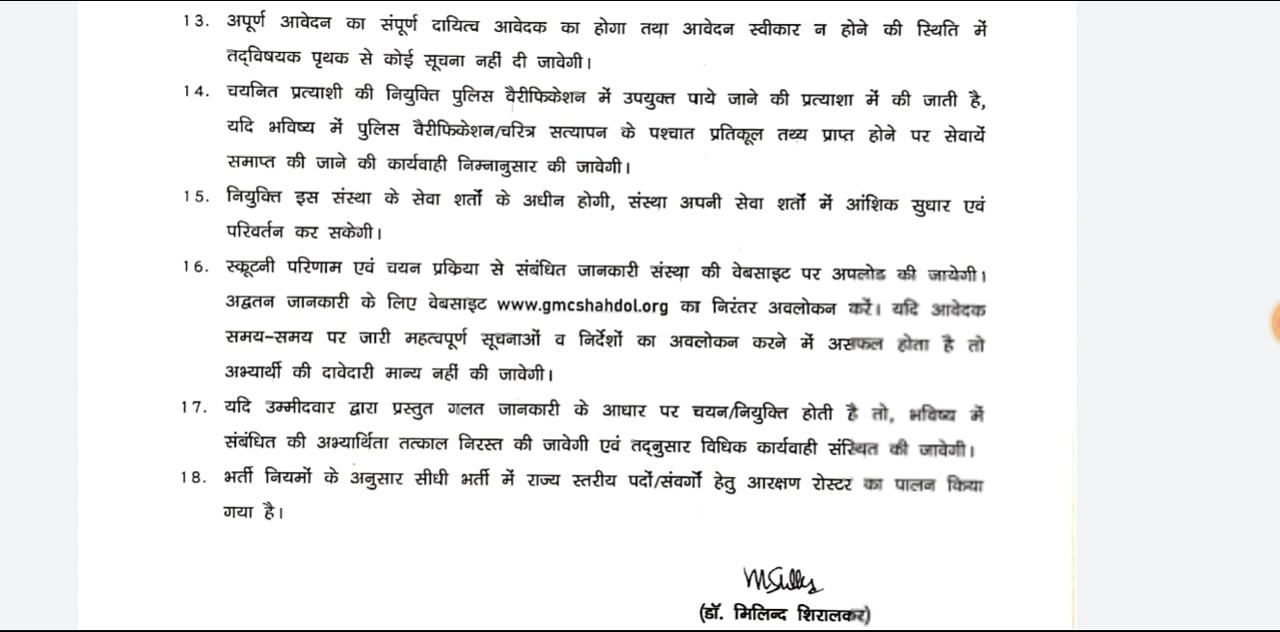 13. अपूर्ण आवेदन का संपूर्ण दायित्व आवेदक का होगा तथा आवेदन स्वीकार न होने की स्थिति में
तद्विषयक पृथक से कोई सूचना नहीं दी जावेगी।
14. चयनित प्रत्याशी की नियुक्ति पुलिस वैरीफिकेशन में उपयुक्त पाये जाने की प्रत्याशा में की जाती है,
यदि भविष्य में पुलिस वैरीफिकेशन/चरित्र सत्यापन के पश्चात प्रतिकूल तथ्य प्राप्त होने पर सेवायें
समाप्त की जाने की कार्यवाही निम्नानुसार की जावेगी।
15. नियुक्ति इस संस्था के सेवा शर्तों के अधीन होगी, संस्था अपनी सेवा शर्तों में आंशिक सुधार एवं
परिवर्तन कर सकेगी।
16. स्कूटनी परिणाम एवं चयन प्रक्रिया से संबंधित जानकारी संस्था की वेबसाइट पर अपलोड की जायेगी।
अद्वतन जानकारी के लिए वेबसाइट www.gmcshahdol.org का निरंतर अवलोकन करें। यदि आवेदक
समय-समय पर जारी महत्वपूर्ण सूचनाओं व निर्देशों का अवलोकन करने में असफल होता है तो
अभ्यार्थी की दावेदारी मान्य नहीं की जावेगी।
17. यदि उम्मीदवार द्वारा प्रस्तुत गलत जानकारी के आधार पर चयन/नियुक्ति होती है तो, भविष्य में
संबंधित की अभ्यार्थिता तत्काल निरस्त की जावेगी एवं तद्नुसार विधिक कार्यवाही संस्थित की जावेगी।
18. भर्ती नियमों के अनुसार सीधी भर्ती में राज्य स्तरीय पदों/संवर्गों हेतु आरक्षण रोस्टर का पालन किया
गया है।
(डॉ. मिलिन्द शिरालकर)